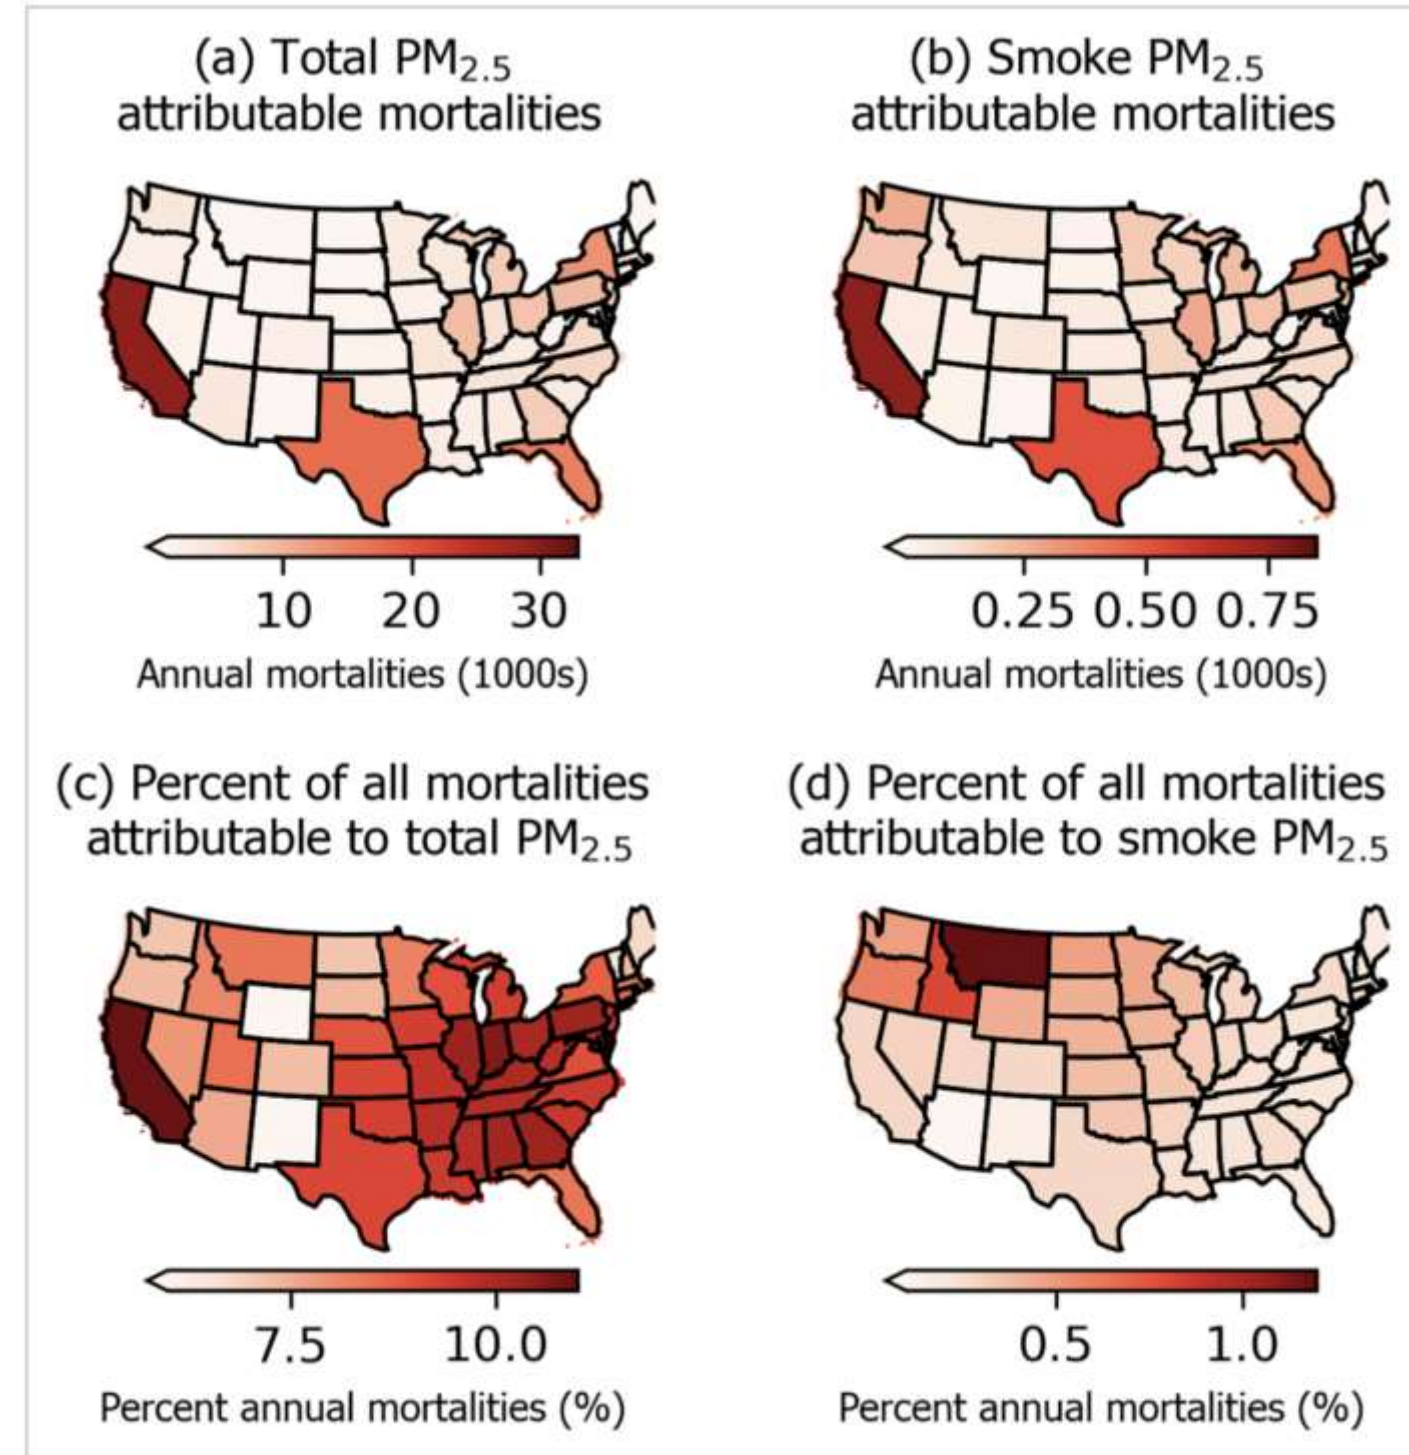 (a) Total PM2.5
attributable mortalities
(b) Smoke PM2.5
attributable mortalities
10 20 30
Annual mortalities (1000s)
0.25 0.50 0.75
Annual mortalities (1000s)
(c) Percent of all mortalities
attributable to total PM2.5
(d) Percent of all mortalities
attributable to smoke PM2.5
7.5 10.0
Percent annual mortalities (%)
0.5 1.0
Percent annual mortalities (%)